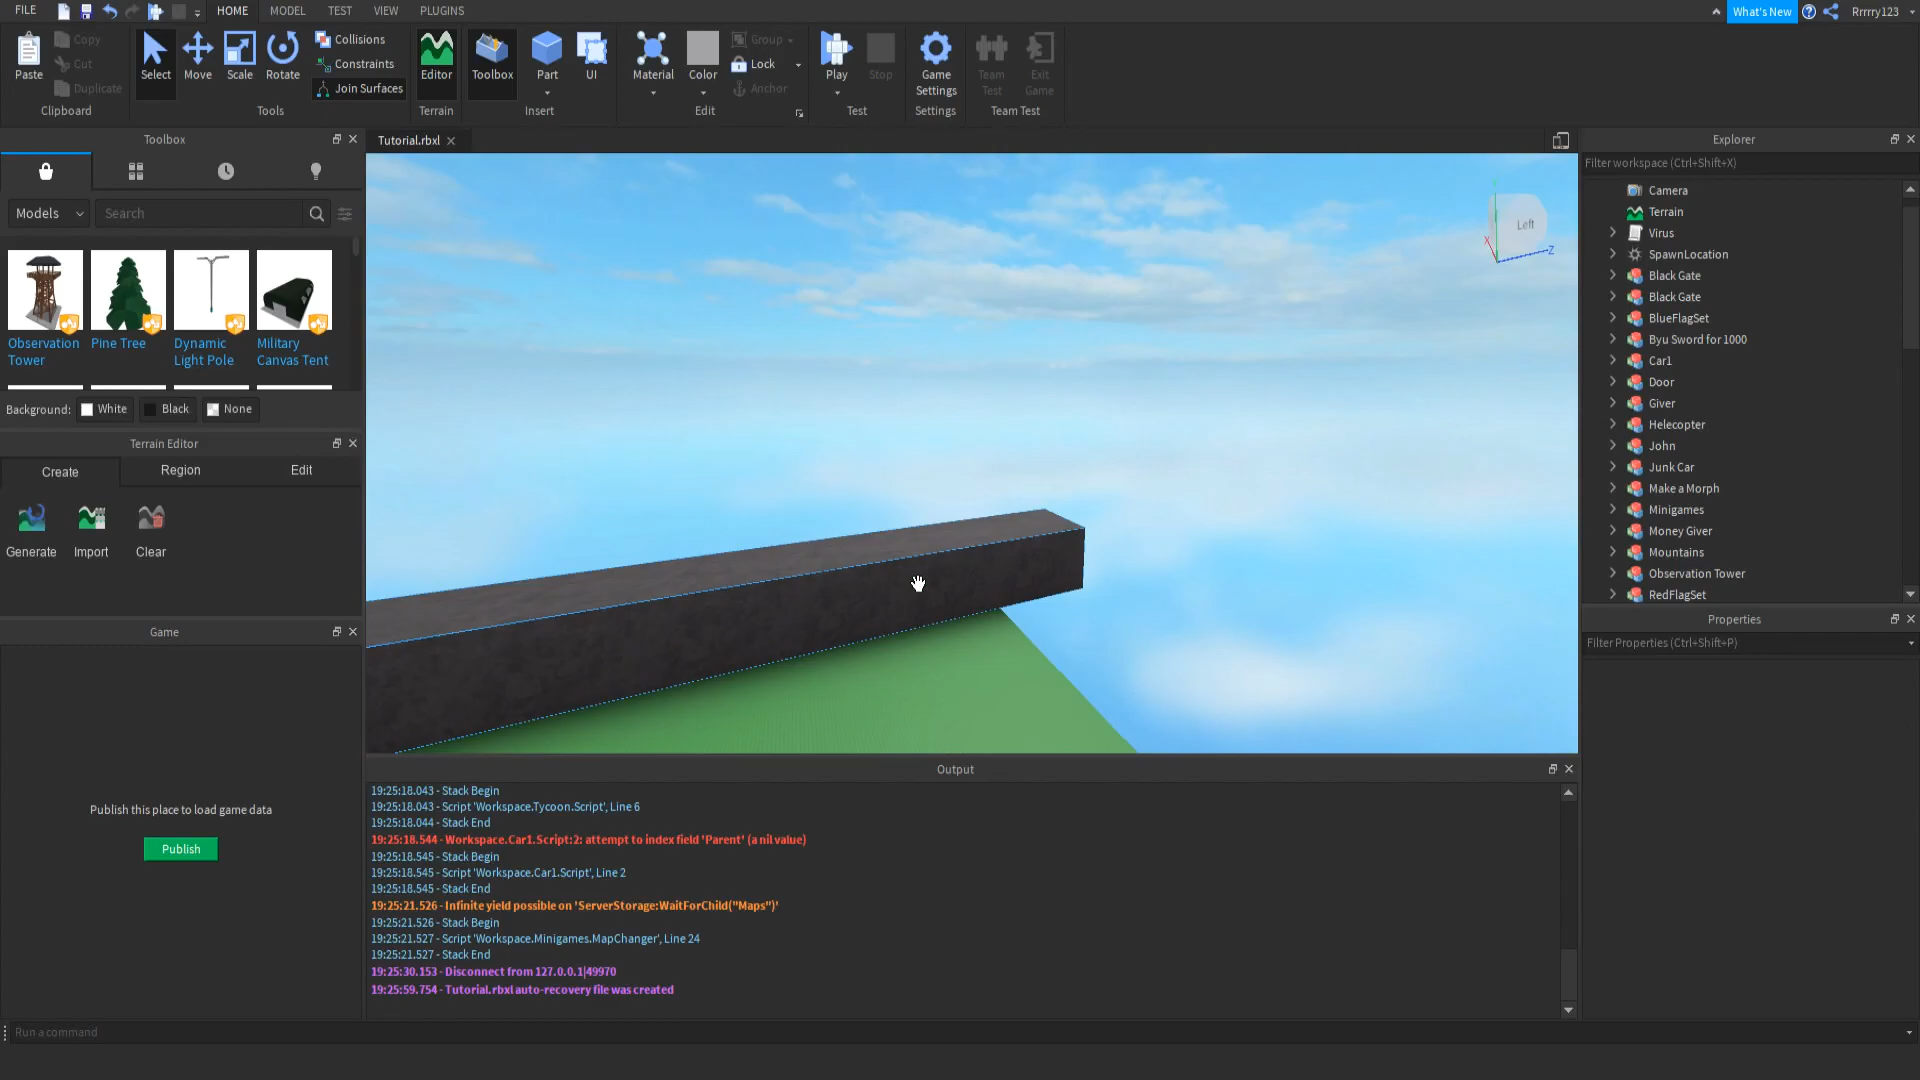 FILE
HOME
MODEL
TEST
VIEW
PLUGINS
What's New
Rrrrry123
Paste
Copy
Cut
Duplicate
Clipboard
Select
Move
Scale
Rotate
Collisions
Constraints
Join Surfaces
Tools
Editor
Terrain
Toolbox
Part
UI
Insert
Material
Color
Group
Lock
Anchor
Edit
Play
Stop
Test
Game
Settings
Settings
Team
Test
Exit
Game
Team Test
Toolbox
Models
Search
Observation
Tower
Pine Tree
Dynamic
Light Pole
Military
Canvas Tent
Background:
White
Black
None
Terrain Editor
Create
Region
Edit
Generate
Import
Clear
Game
Publish this place to load game data
Publish
Tutorial.rbxl
Left
X
Z
Output
19:25:18.043 - Stack Begin
19:25:18.043 - Script 'Workspace.Tycoon.Script', Line 6
19:25:18.044 - Stack End
19:25:18.544 - Workspace.Car1.Script:2: attempt to index field 'Parent' (a nil value)
19:25:18.545 - Stack Begin
19:25:18.545 - Script 'Workspace.Car1.Script', Line 2
19:25:18.545 - Stack End
19:25:21.526 - Infinite yield possible on 'ServerStorage:WaitForChild("Maps")'
19:25:21.526 - Stack Begin
19:25:21.527 - Script 'Workspace.Minigames.MapChanger', Line 24
19:25:21.527 - Stack End
19:25:30.153 - Disconnect from 127.0.0.1|49970
19:25:59.754 - Tutorial.rbxl auto-recovery file was created
Run a command
Explorer
Filter workspace (Ctrl+Shift+X)
Camera
Terrain
Virus
SpawnLocation
Black Gate
Black Gate
BlueFlagSet
Byu Sword for 1000
Car1
Door
Giver
Helecopter
John
Junk Car
Make a Morph
Minigames
Money Giver
Mountains
Observation Tower
RedFlagSet
Properties
Filter Properties (Ctrl+Shift+P)